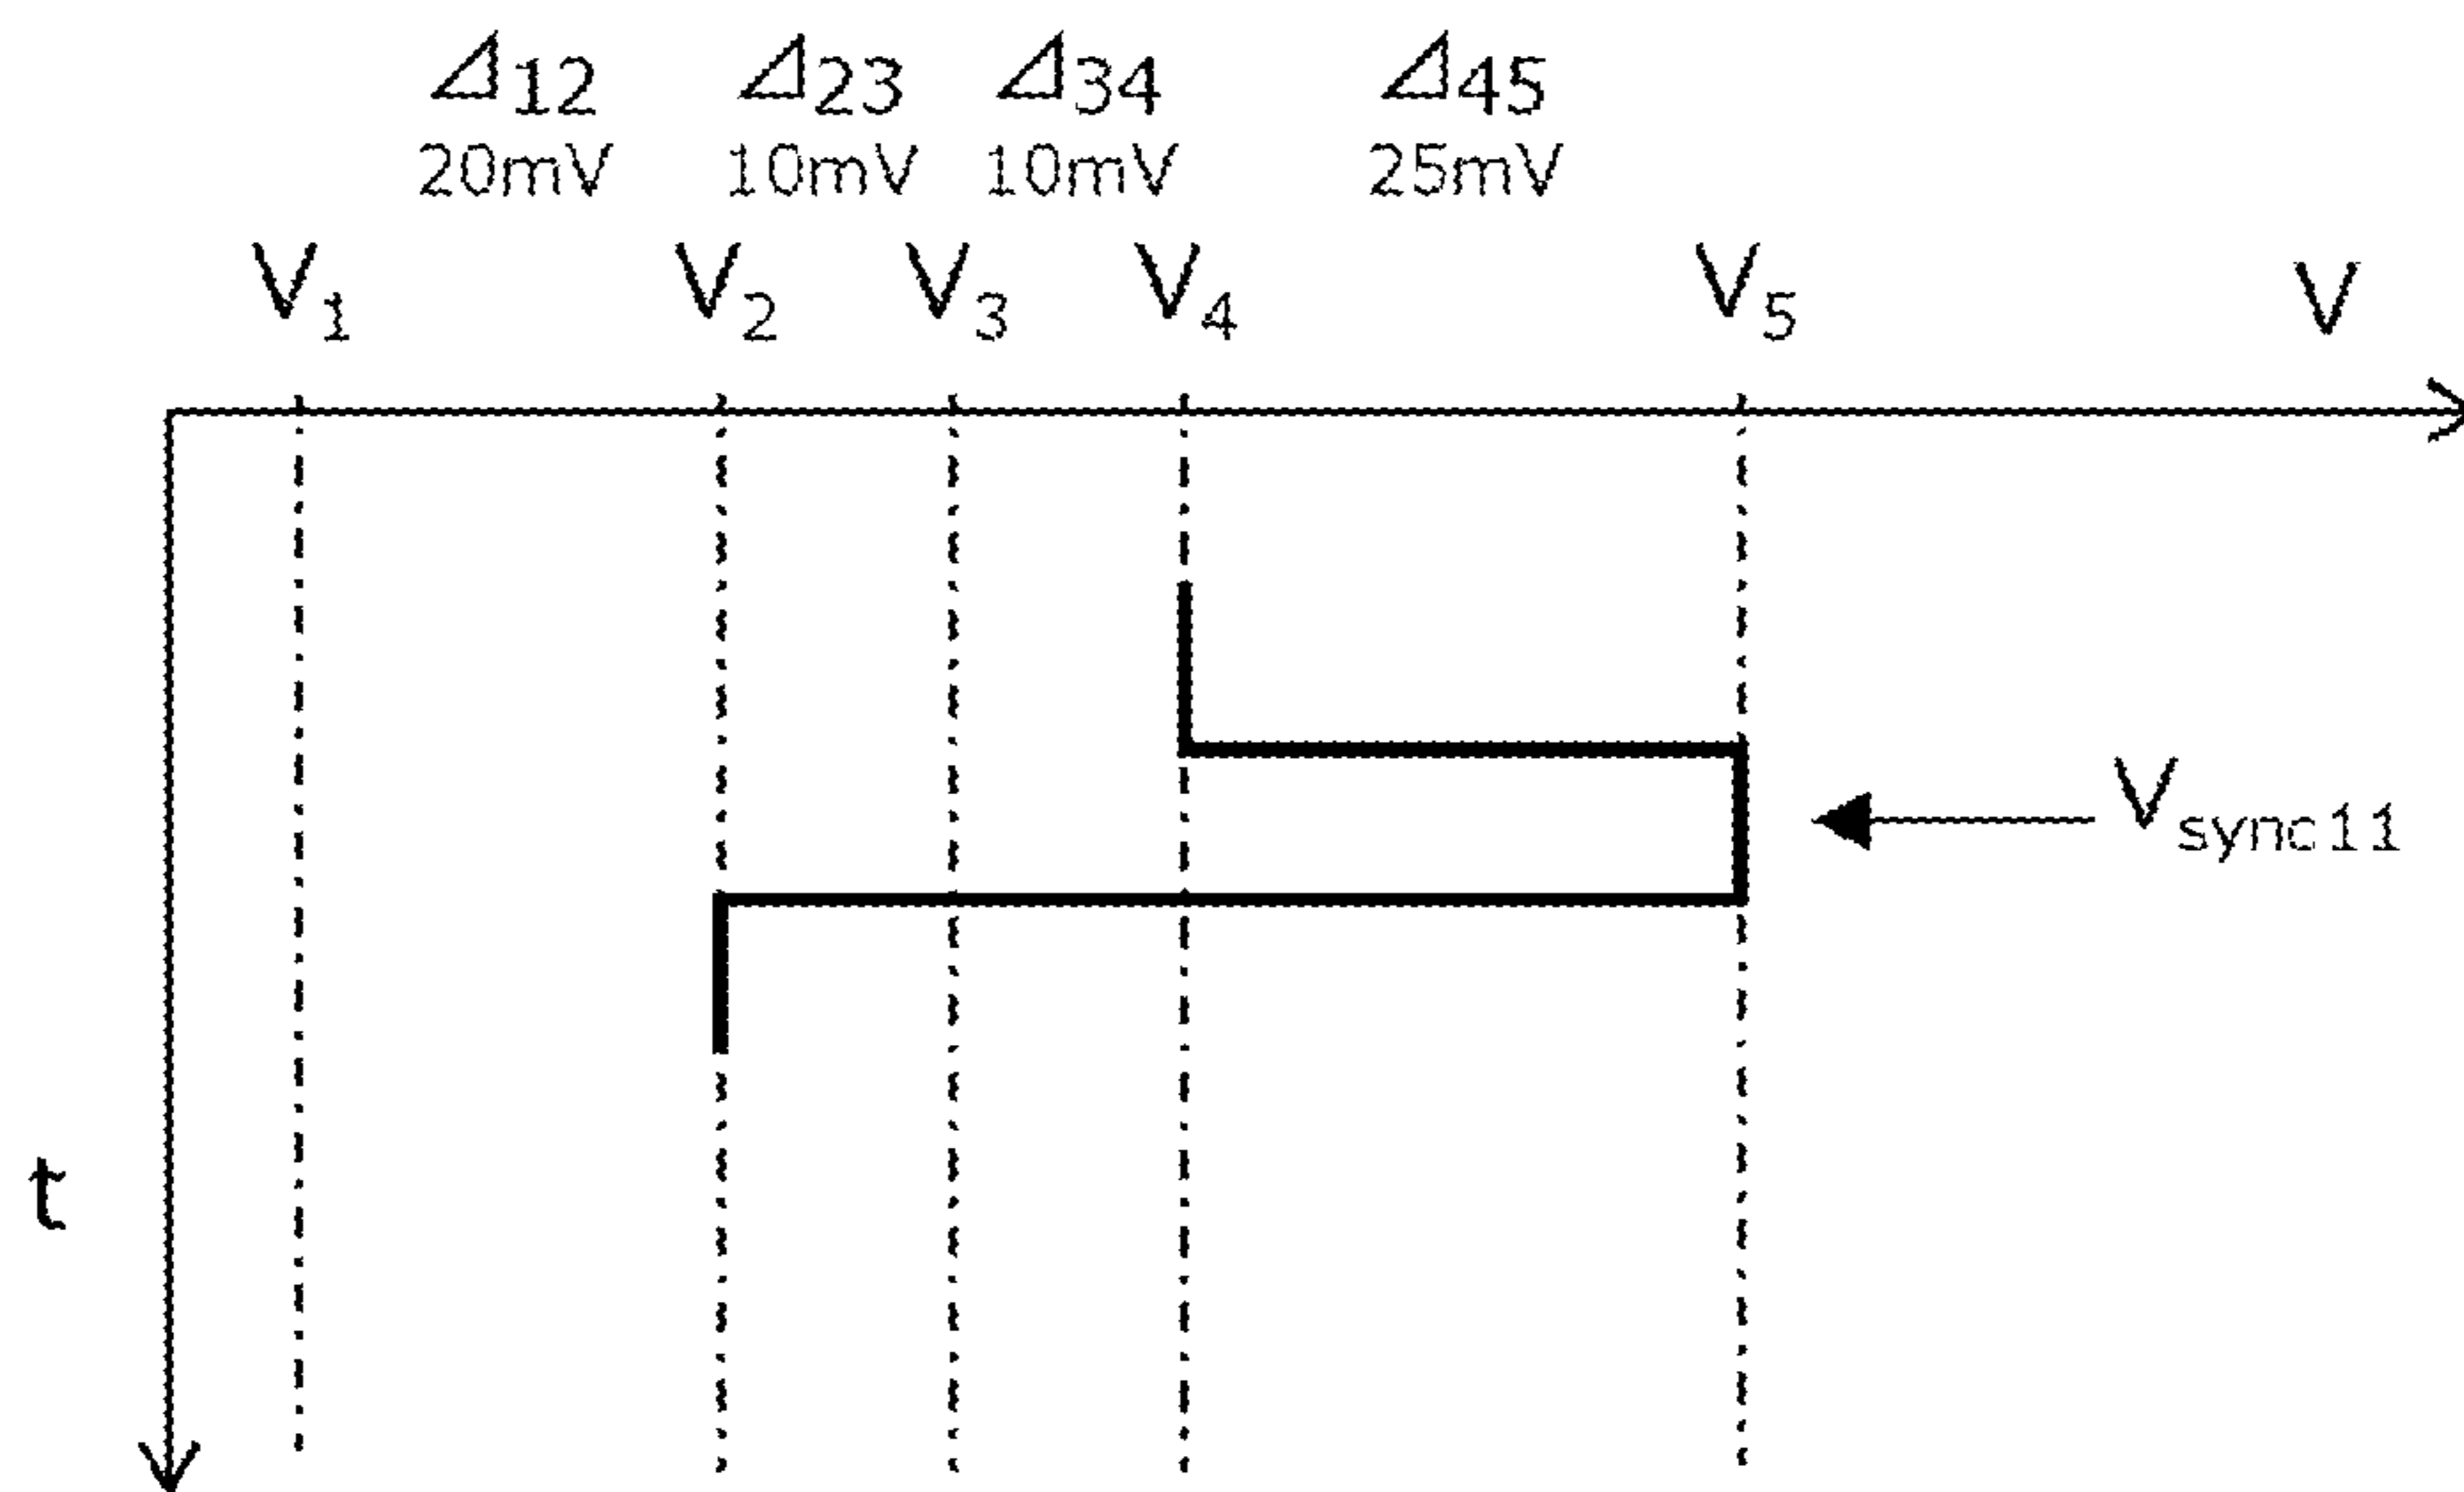 Δ12 Δ23 Δ34 Δ45
20mV 10mV 10mV 25mV
V1 V2 V3 V4 V5 V
Vsync11
t